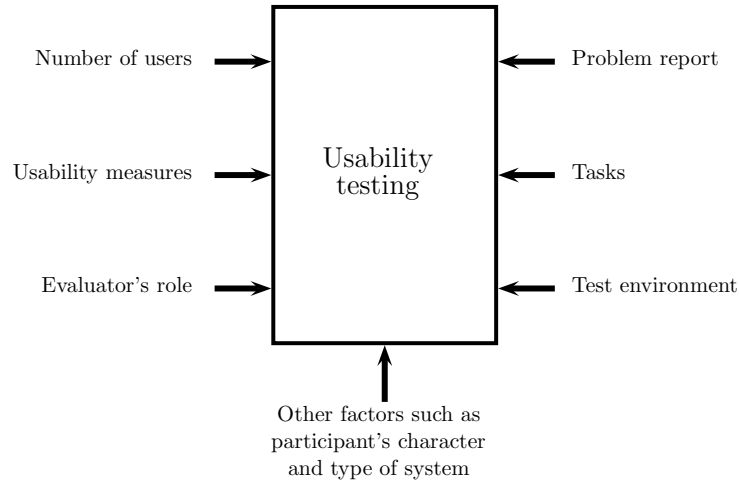 Number of users
Problem report
Usability measures
Usability
testing
Tasks
Evaluator's role
Test environment
Other factors such as
participant's character
and type of system